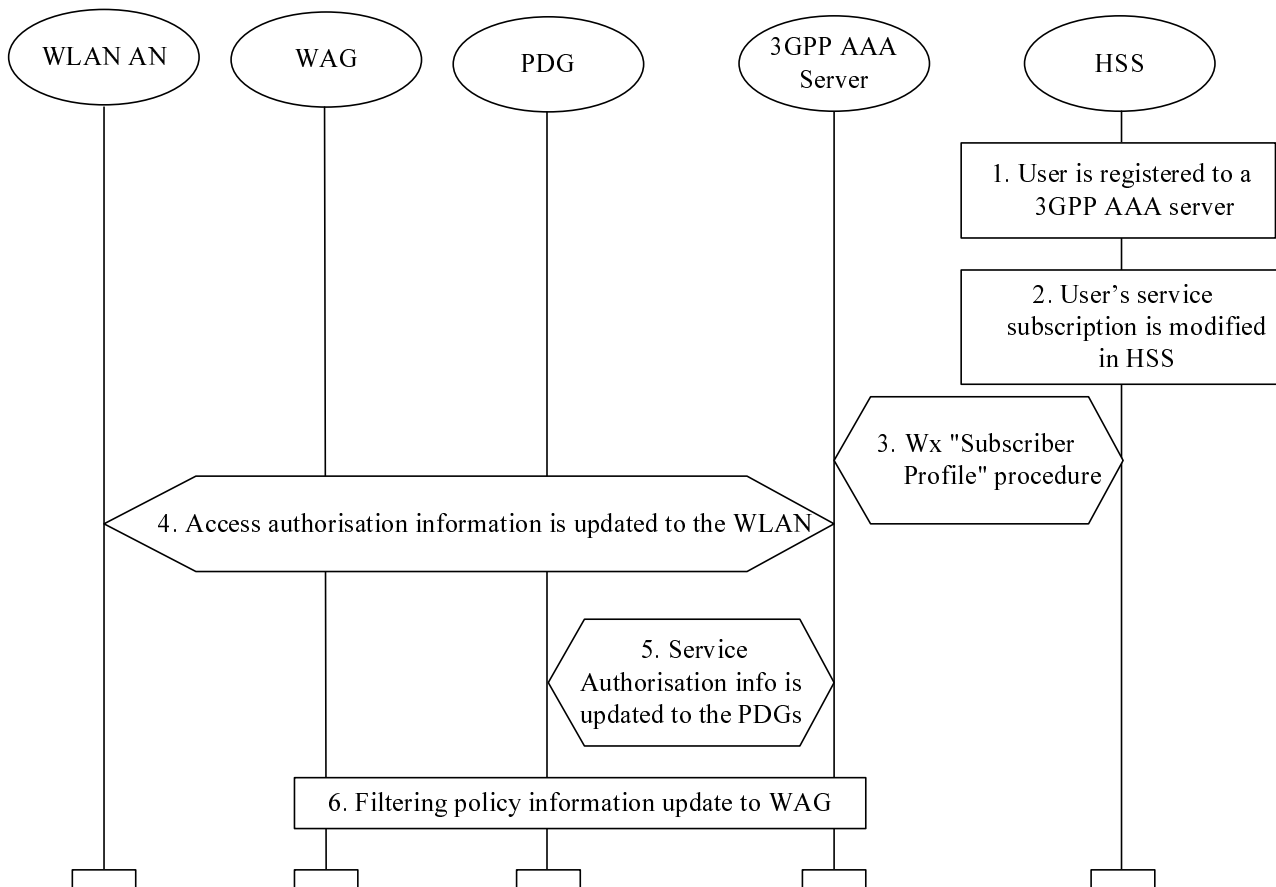 WLAN AN
WAG
PDG
3GPP AAA
Server
HSS
1. User is registered to a
3GPP AAA server
2. User’s service
subscription is modified
in HSS
3. Wx "Subscriber
Profile" procedure
4. Access authorisation information is updated to the WLAN
5. Service
Authorisation info is
updated to the PDGs
6. Filtering policy information update to WAG